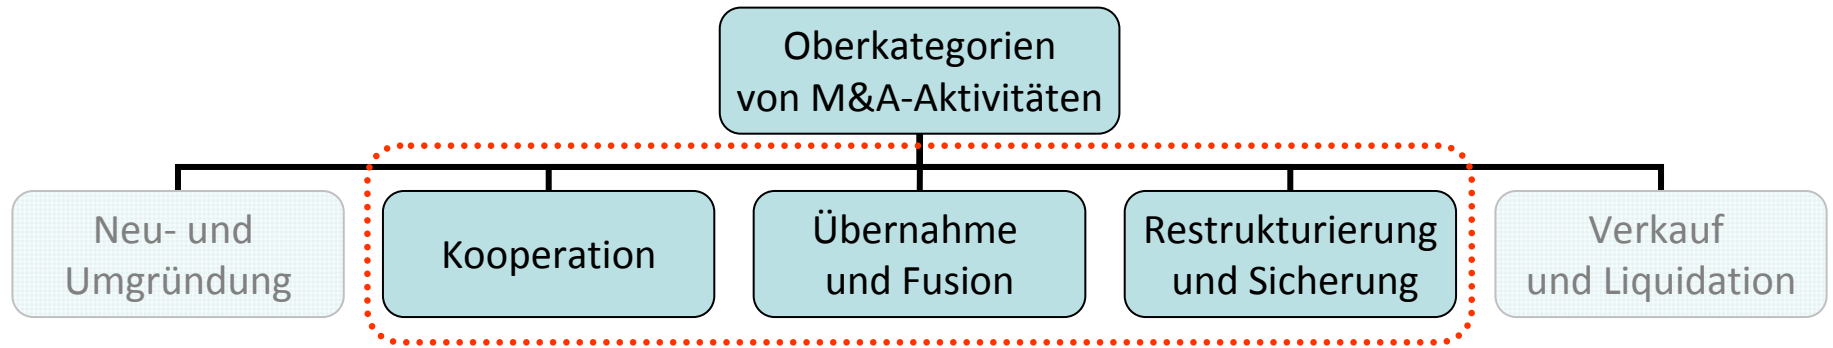 Oberkategorien
von M&A-Aktivitäten
Neu- und
Umgründung
Kooperation
Übernahme
und Fusion
Restrukturierung
und Sicherung
Verkauf
und Liquidation